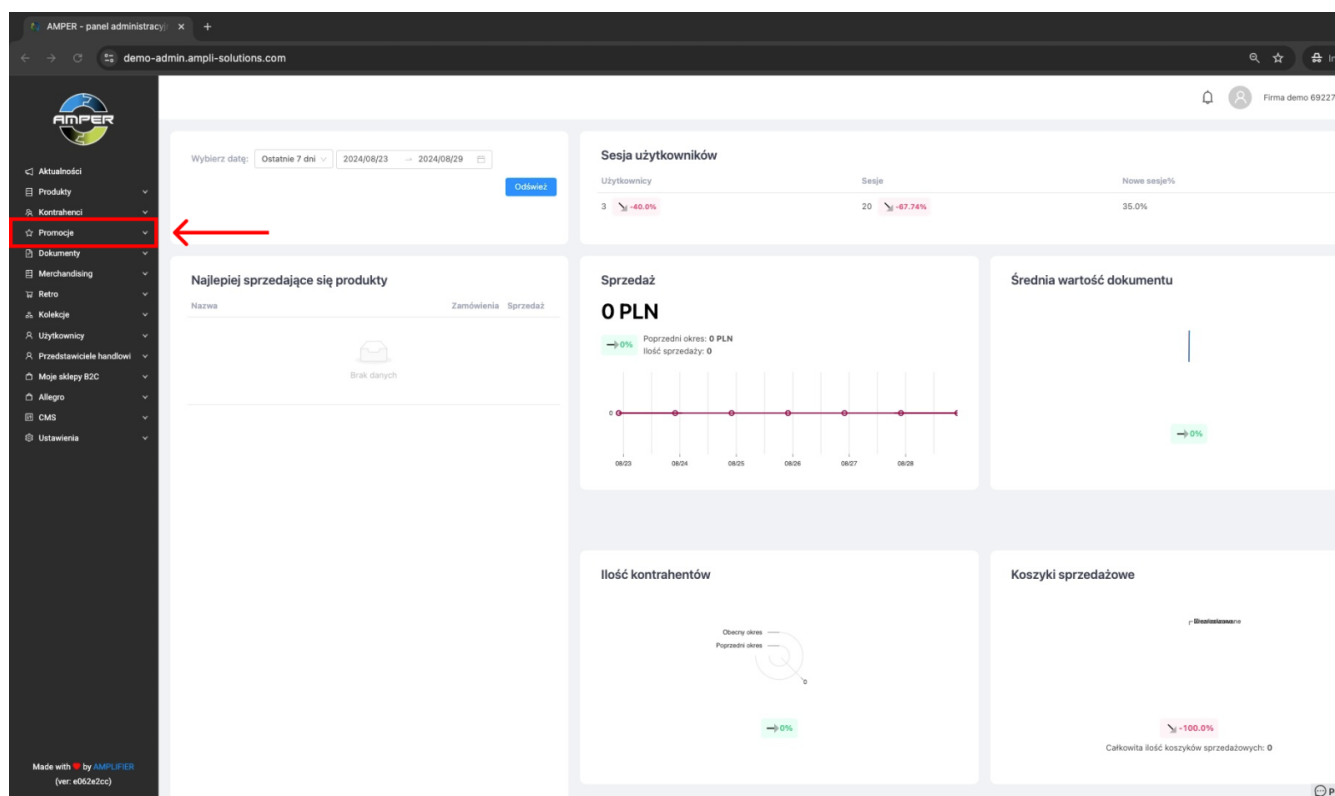 AMPER - panel administracyj
demo-admin.ampli-solutions.com
AMPER
Firma demo 69227
Aktualności
Produkty
Kontrahenci
Promocje
Dokumenty
Merchandising
Retro
Kolekcje
Użytkownicy
Przedstawiciele handlowi
Moje sklepy B2C
Allegro
CMS
Ustawienia
Made with by AMPLIFIER
(ver: e062e2cc)
Wybierz datę: Ostatnie 7 dni 2024/08/23 → 2024/08/29
Odśwież
Sesja użytkowników
Użytkownicy Sesje Nowe sesje%
3 -40.0% 20 -67.74% 35.0%
Najlepiej sprzedające się produkty
Nazwa Zamówienia Sprzedaż
Brak danych
Sprzedaż
0 PLN
0% Poprzedni okres: 0 PLN
Ilość sprzedaży: 0
0
08/23 08/24 08/25 08/26 08/27 08/28
Średnia wartość dokumentu
0%
Ilość kontrahentów
Obecny okres
Poprzedni okres
0
0%
Koszyki sprzedażowe
-100.0%
Całkowita ilość koszyków sprzedażowych: 0
P